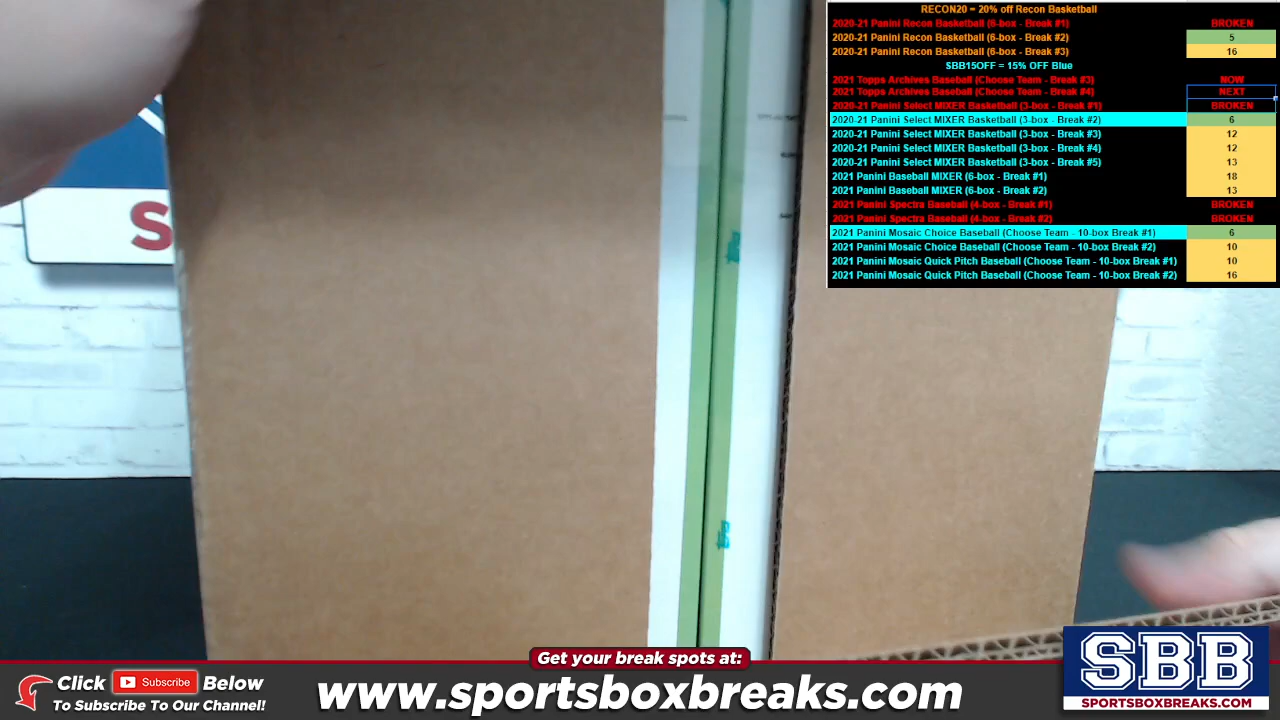 RECON20 = 20% off Recon Basketball
2020-21 Panini Recon Basketball (6-box - Break #1) BROKEN
2020-21 Panini Recon Basketball (6-box - Break #2) 5
2020-21 Panini Recon Basketball (6-box - Break #3) 16
SBB15OFF = 15% OFF Blue
2021 Topps Archives Baseball (Choose Team - Break #3) NOW
2021 Topps Archives Baseball (Choose Team - Break #4) NEXT
2020-21 Panini Select MIXER Basketball (3-box - Break #1) BROKEN
2020-21 Panini Select MIXER Basketball (3-box - Break #2) 6
2020-21 Panini Select MIXER Basketball (3-box - Break #3) 12
2020-21 Panini Select MIXER Basketball (3-box - Break #4) 12
2020-21 Panini Select MIXER Basketball (3-box - Break #5) 13
2021 Panini Baseball MIXER (6-box - Break #1) 18
2021 Panini Baseball MIXER (6-box - Break #2) 13
2021 Panini Spectra Baseball (4-box - Break #1) BROKEN
2021 Panini Spectra Baseball (4-box - Break #2) BROKEN
2021 Panini Mosaic Choice Baseball (Choose Team - 10-box Break #1) 6
2021 Panini Mosaic Choice Baseball (Choose Team - 10-box Break #2) 10
2021 Panini Mosaic Quick Pitch Baseball (Choose Team - 10-box Break #1) 10
2021 Panini Mosaic Quick Pitch Baseball (Choose Team - 10-box Break #2) 16
S
Get your break spots at:
Click Subscribe Below
To Subscribe To Our Channel!
www.sportsboxbreaks.com
SBB
SPORTSBOXBREAKS.COM